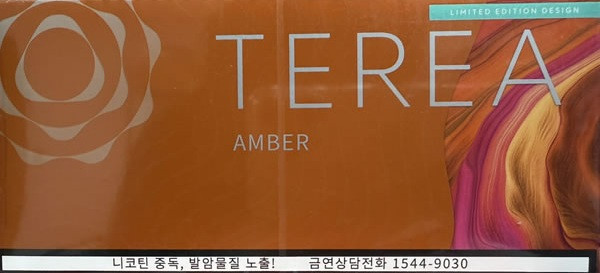 LIMITED EDITION DESIGN
TEREA
AMBER
니코틴 중독, 발암물질 노출! 금연상담전화 1544-9030